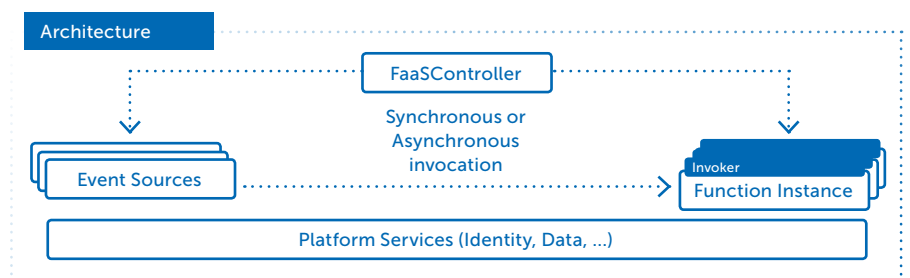 Architecture
FaaSController
Synchronous or
Asynchronous
invocation
Event Sources
Invoker
Function Instance
Platform Services (Identity, Data, ...)